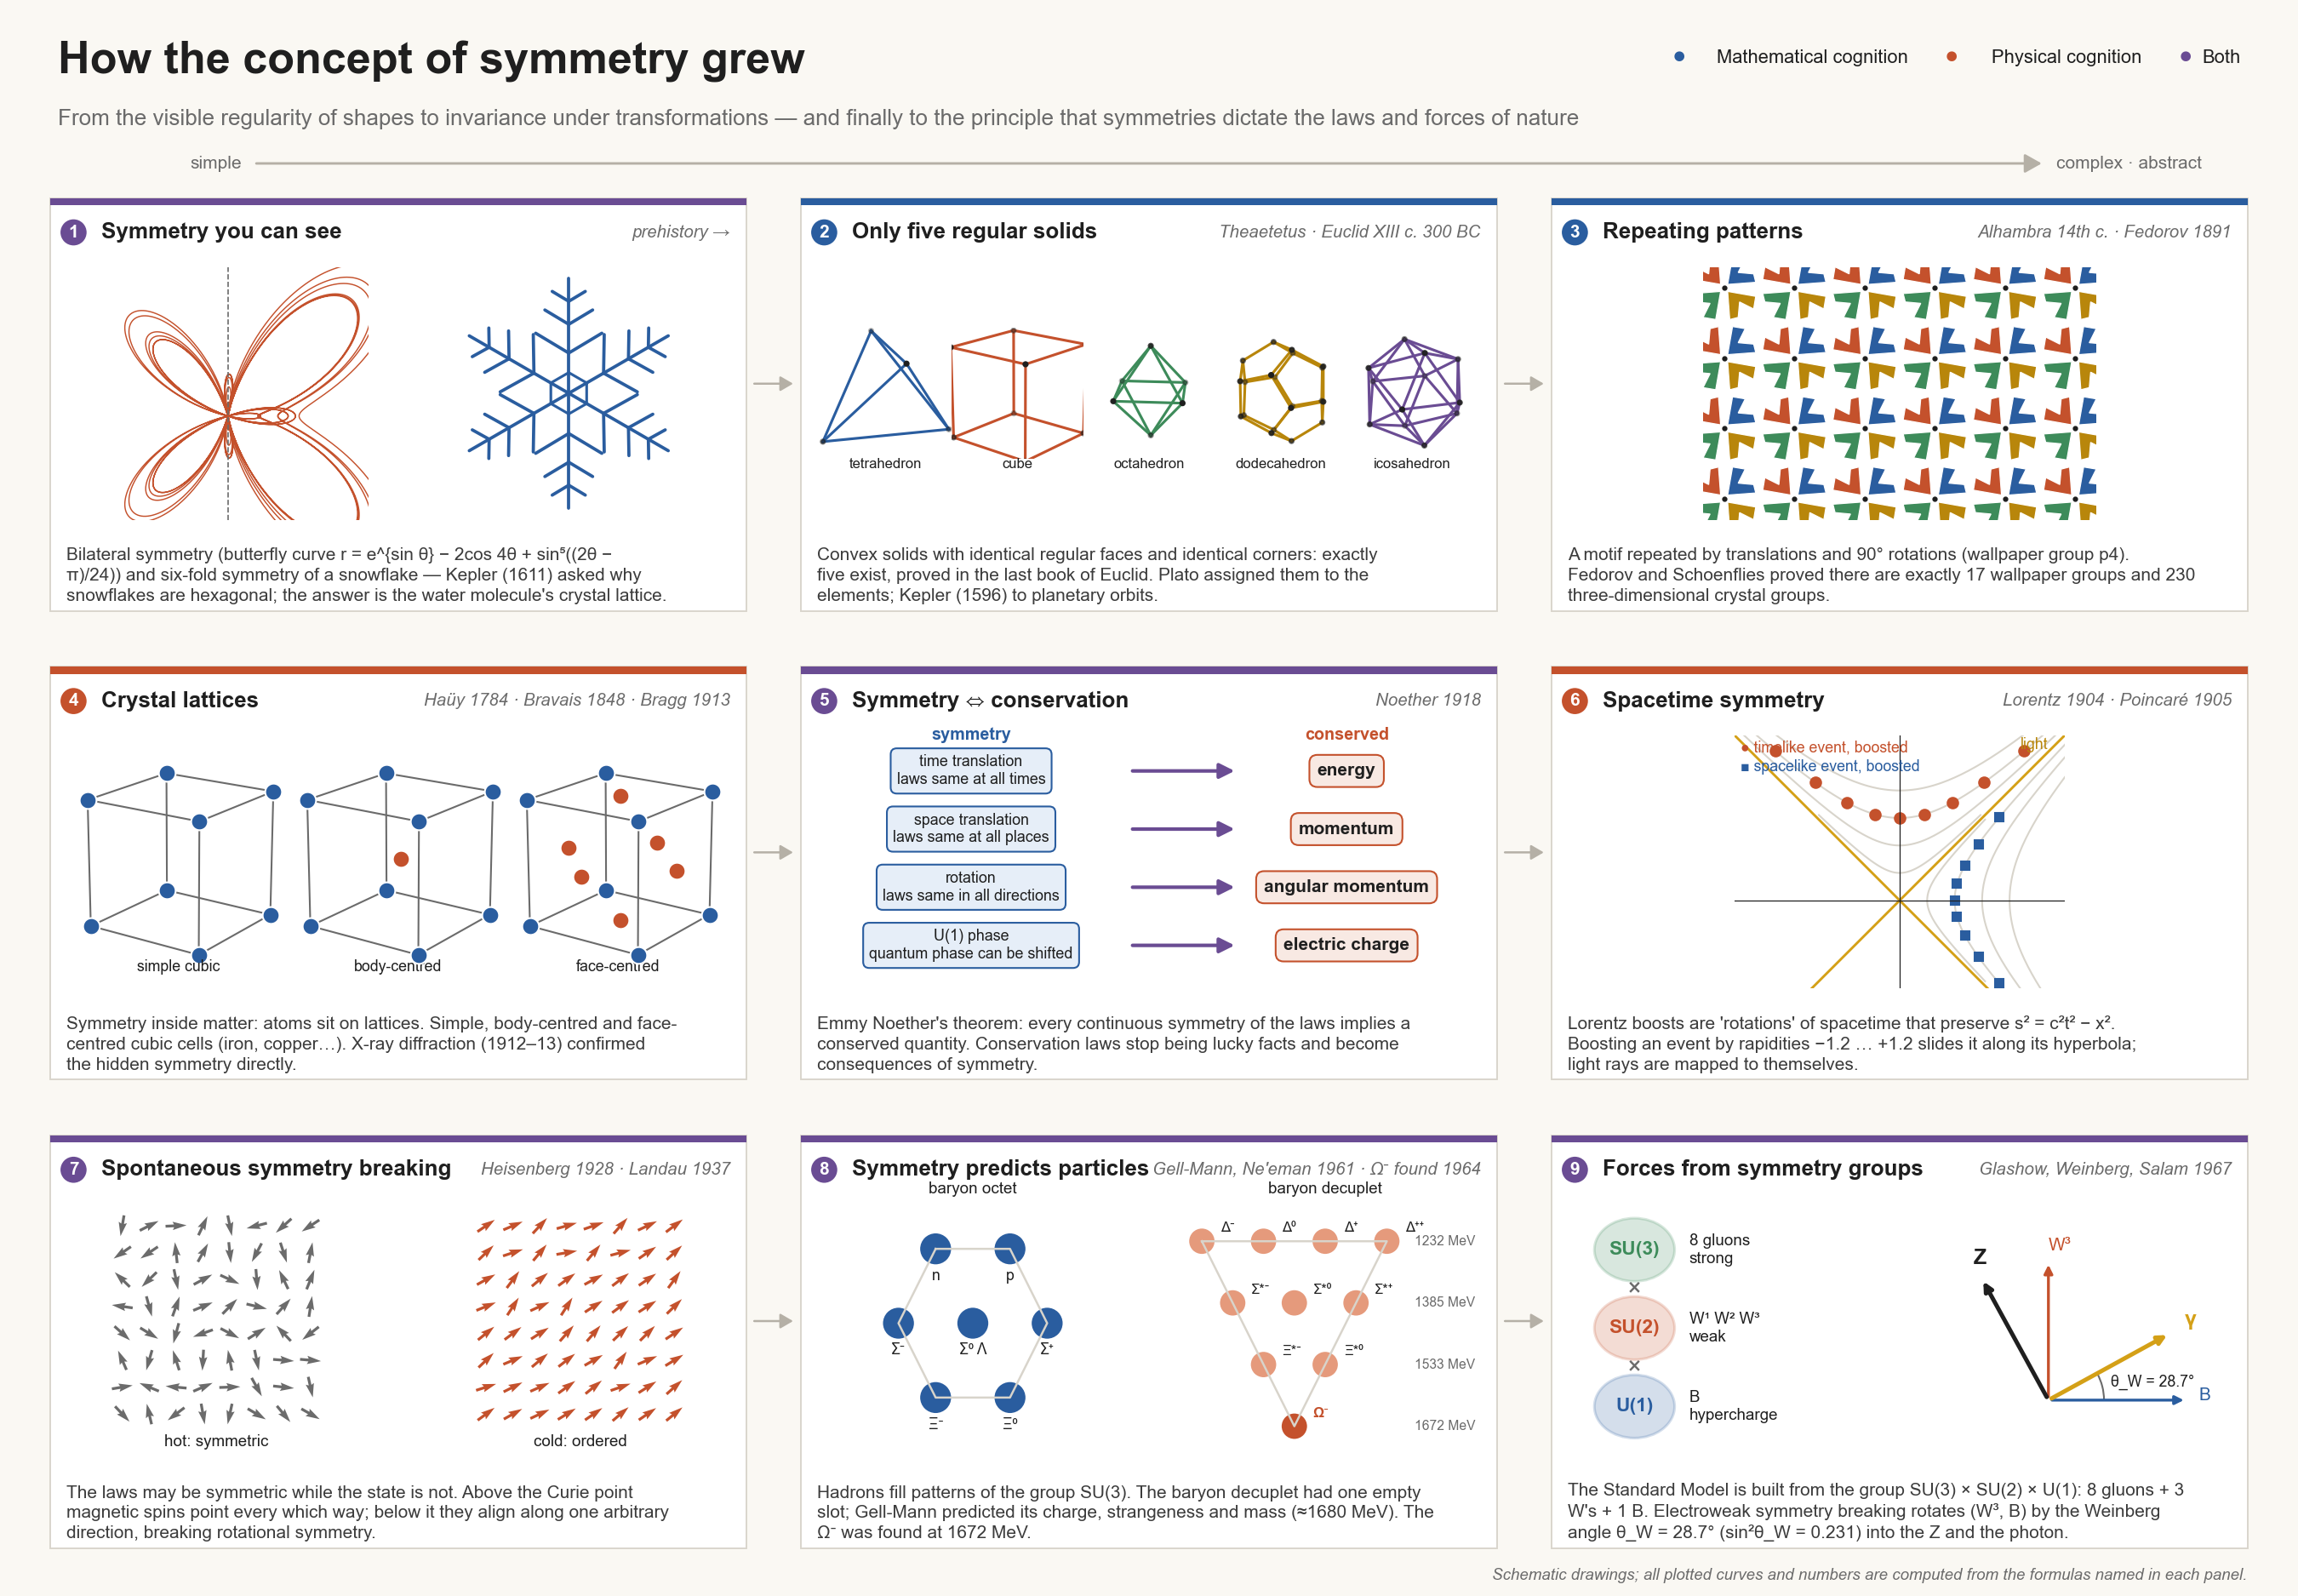 How the concept of symmetry grew
Mathematical cognition
Physical cognition
Both
From the visible regularity of shapes to invariance under transformations — and finally to the principle that symmetries dictate the laws and forces of nature
simple
complex · abstract
1 Symmetry you can see
prehistory →
Bilateral symmetry (butterfly curve r = e^{sin θ} − 2cos 4θ + sin⁵((2θ −
π)/24)) and six-fold symmetry of a snowflake — Kepler (1611) asked why
snowflakes are hexagonal; the answer is the water molecule's crystal lattice.
2 Only five regular solids
Theaetetus · Euclid XIII c. 300 BC
tetrahedron
cube
octahedron
dodecahedron
icosahedron
Convex solids with identical regular faces and identical corners: exactly
five exist, proved in the last book of Euclid. Plato assigned them to the
elements; Kepler (1596) to planetary orbits.
3 Repeating patterns
Alhambra 14th c. · Fedorov 1891
A motif repeated by translations and 90° rotations (wallpaper group p4).
Fedorov and Schoenflies proved there are exactly 17 wallpaper groups and 230
three-dimensional crystal groups.
4 Crystal lattices
Haüy 1784 · Bravais 1848 · Bragg 1913
simple cubic
body-centred
face-centred
Symmetry inside matter: atoms sit on lattices. Simple, body-centred and face-
centred cubic cells (iron, copper…). X-ray diffraction (1912–13) confirmed
the hidden symmetry directly.
5 Symmetry ⇔ conservation
Noether 1918
symmetry
conserved
time translation
laws same at all times
energy
space translation
laws same at all places
momentum
rotation
laws same in all directions
angular momentum
U(1) phase
quantum phase can be shifted
electric charge
Emmy Noether's theorem: every continuous symmetry of the laws implies a
conserved quantity. Conservation laws stop being lucky facts and become
consequences of symmetry.
6 Spacetime symmetry
Lorentz 1904 · Poincaré 1905
timelike event, boosted
light
spacelike event, boosted
Lorentz boosts are 'rotations' of spacetime that preserve s² = c²t² − x².
Boosting an event by rapidities −1.2 … +1.2 slides it along its hyperbola;
light rays are mapped to themselves.
7 Spontaneous symmetry breaking
Heisenberg 1928 · Landau 1937
hot: symmetric
cold: ordered
The laws may be symmetric while the state is not. Above the Curie point
magnetic spins point every which way; below it they align along one arbitrary
direction, breaking rotational symmetry.
8 Symmetry predicts particles
Gell-Mann, Ne'eman 1961 · Ω⁻ found 1964
baryon octet
baryon decuplet
n
p
Σ⁻
Σ⁰ Λ
Σ⁺
Ξ⁻
Ξ⁰
Δ⁻
Δ⁰
Δ⁺
Δ⁺⁺
1232 MeV
Σ*⁻
Σ*⁰
Σ*⁺
1385 MeV
Ξ*⁻
Ξ*⁰
1533 MeV
Ω⁻
1672 MeV
Hadrons fill patterns of the group SU(3). The baryon decuplet had one empty
slot; Gell-Mann predicted its charge, strangeness and mass (≈1680 MeV). The
Ω⁻ was found at 1672 MeV.
9 Forces from symmetry groups
Glashow, Weinberg, Salam 1967
SU(3)
8 gluons
strong
×
SU(2)
W¹ W² W³
weak
×
U(1)
B
hypercharge
Z
W³
γ
θ_W = 28.7°
B
The Standard Model is built from the group SU(3) × SU(2) × U(1): 8 gluons + 3
W's + 1 B. Electroweak symmetry breaking rotates (W³, B) by the Weinberg
angle θ_W = 28.7° (sin²θ_W = 0.231) into the Z and the photon.
Schematic drawings; all plotted curves and numbers are computed from the formulas named in each panel.